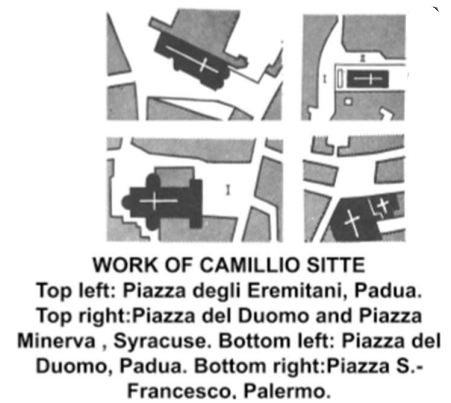 I
I
I
WORK OF CAMILLIO SITTE
Top left: Piazza degli Eremitani, Padua.
Top right:Piazza del Duomo and Piazza
Minerva , Syracuse. Bottom left: Piazza del
Duomo, Padua. Bottom right:Piazza S.-
Francesco, Palermo.